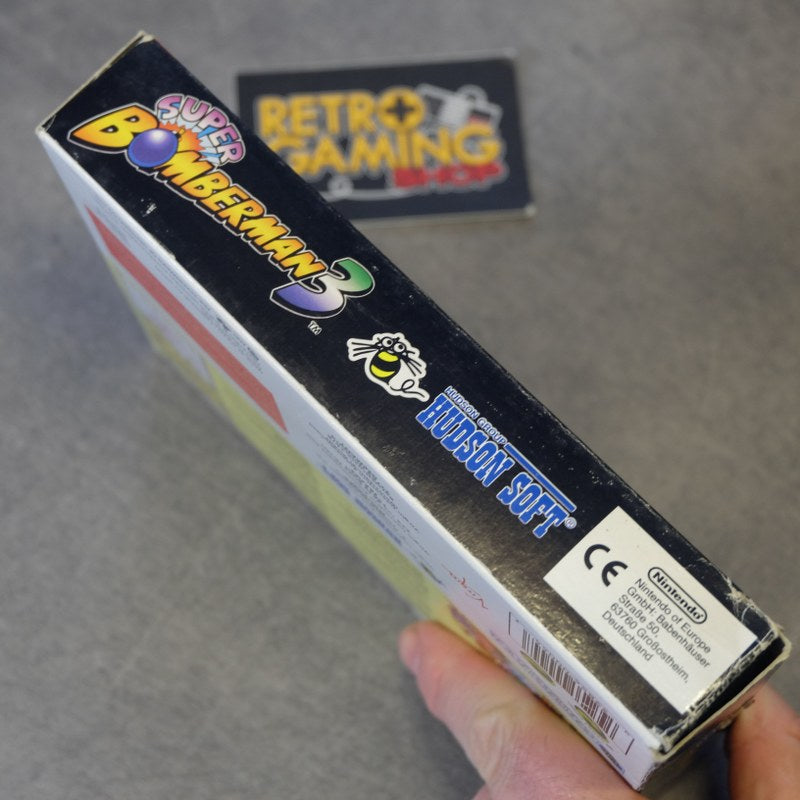 RETRO
GAMING
SHOP
SUPER
BOMBERMAN 3
™
HUDSON GROUP
HUDSON SOFT®
CE
Nintendo
Nintendo of Europe
GmbH: Babenhäuser
Straße 50,
63760 Großostheim,
Deutschland